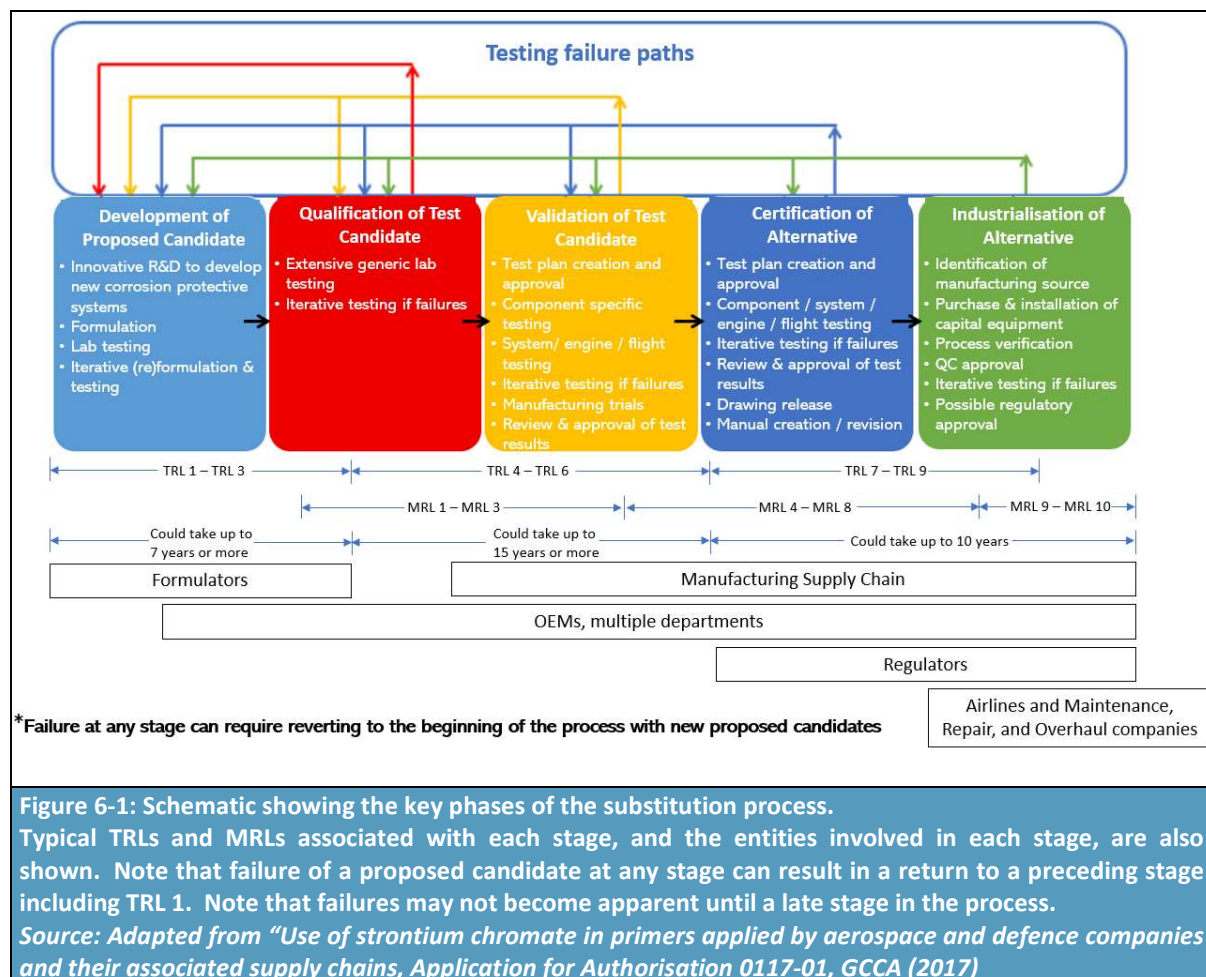 Testing failure paths
Development of
Proposed Candidate
• Innovative R&D to develop
new corrosion protective
systems
• Formulation
• Lab testing
• Iterative (re)formulation &
testing
Qualification of Test
Candidate
• Extensive generic lab
testing
• Iterative testing if failures
Validation of Test
Candidate
• Test plan creation and
approval
• Component specific
testing
• System/ engine / flight
testing
• Iterative testing if failures
• Manufacturing trials
• Review & approval of test
results
Certification of
Alternative
• Test plan creation and
approval
• Component / system /
engine / flight testing
• Iterative testing if failures
• Review & approval of test
results
• Drawing release
• Manual creation / revision
Industrialisation of
Alternative
• Identification of
manufacturing source
• Purchase & installation of
capital equipment
• Process verification
• QC approval
• Iterative testing if failures
• Possible regulatory
approval
TRL 1 – TRL 3
TRL 4 – TRL 6
TRL 7 – TRL 9
MRL 1 – MRL 3
MRL 4 – MRL 8
MRL 9 – MRL 10
Could take up to
7 years or more
Could take up to
15 years or more
Could take up to 10 years
Formulators
Manufacturing Supply Chain
OEMs, multiple departments
Regulators
Airlines and Maintenance,
Repair, and Overhaul companies
*Failure at any stage can require reverting to the beginning of the process with new proposed candidates
Figure 6-1: Schematic showing the key phases of the substitution process.
Typical TRLs and MRLs associated with each stage, and the entities involved in each stage, are also
shown. Note that failure of a proposed candidate at any stage can result in a return to a preceding stage
including TRL 1. Note that failures may not become apparent until a late stage in the process.
Source: Adapted from “Use of strontium chromate in primers applied by aerospace and defence companies
and their associated supply chains, Application for Authorisation 0117-01, GCCA (2017)